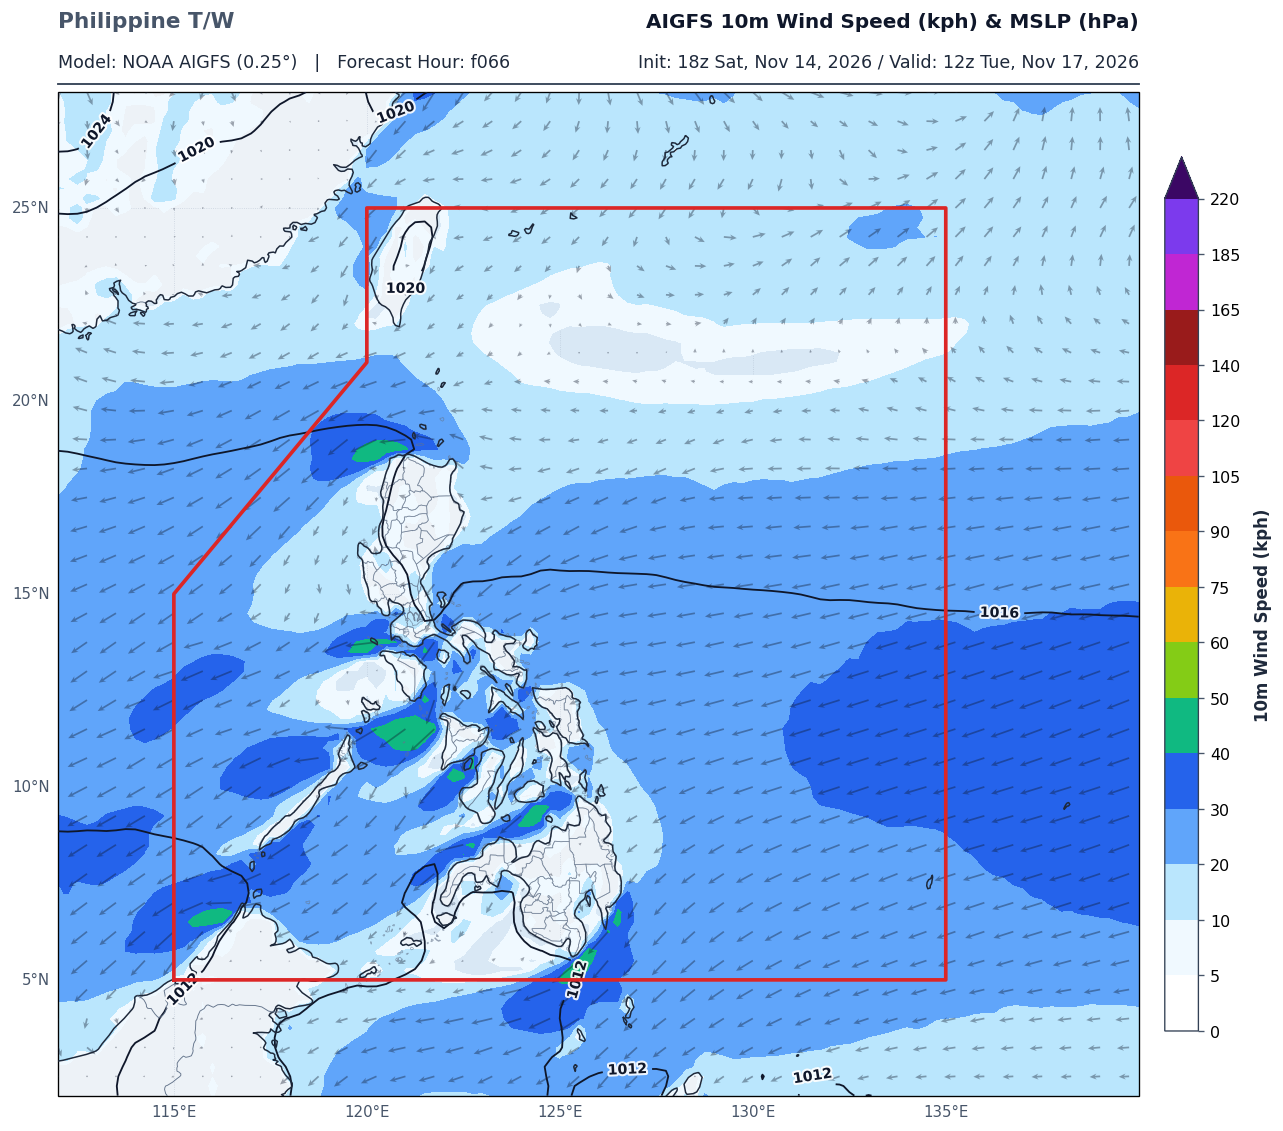 Philippine T/W
AIGFS 10m Wind Speed (kph) & MSLP (hPa)
Model: NOAA AIGFS (0.25°)   |   Forecast Hour: f066
Init: 18z Sat, Nov 14, 2026 / Valid: 12z Tue, Nov 17, 2026
1024
1020
1020
1020
1016
1012
1012
1012
1012
25°N
20°N
15°N
10°N
5°N
115°E
120°E
125°E
130°E
135°E
220
185
165
140
120
105
90
75
60
50
40
30
20
10
5
0
10m Wind Speed (kph)